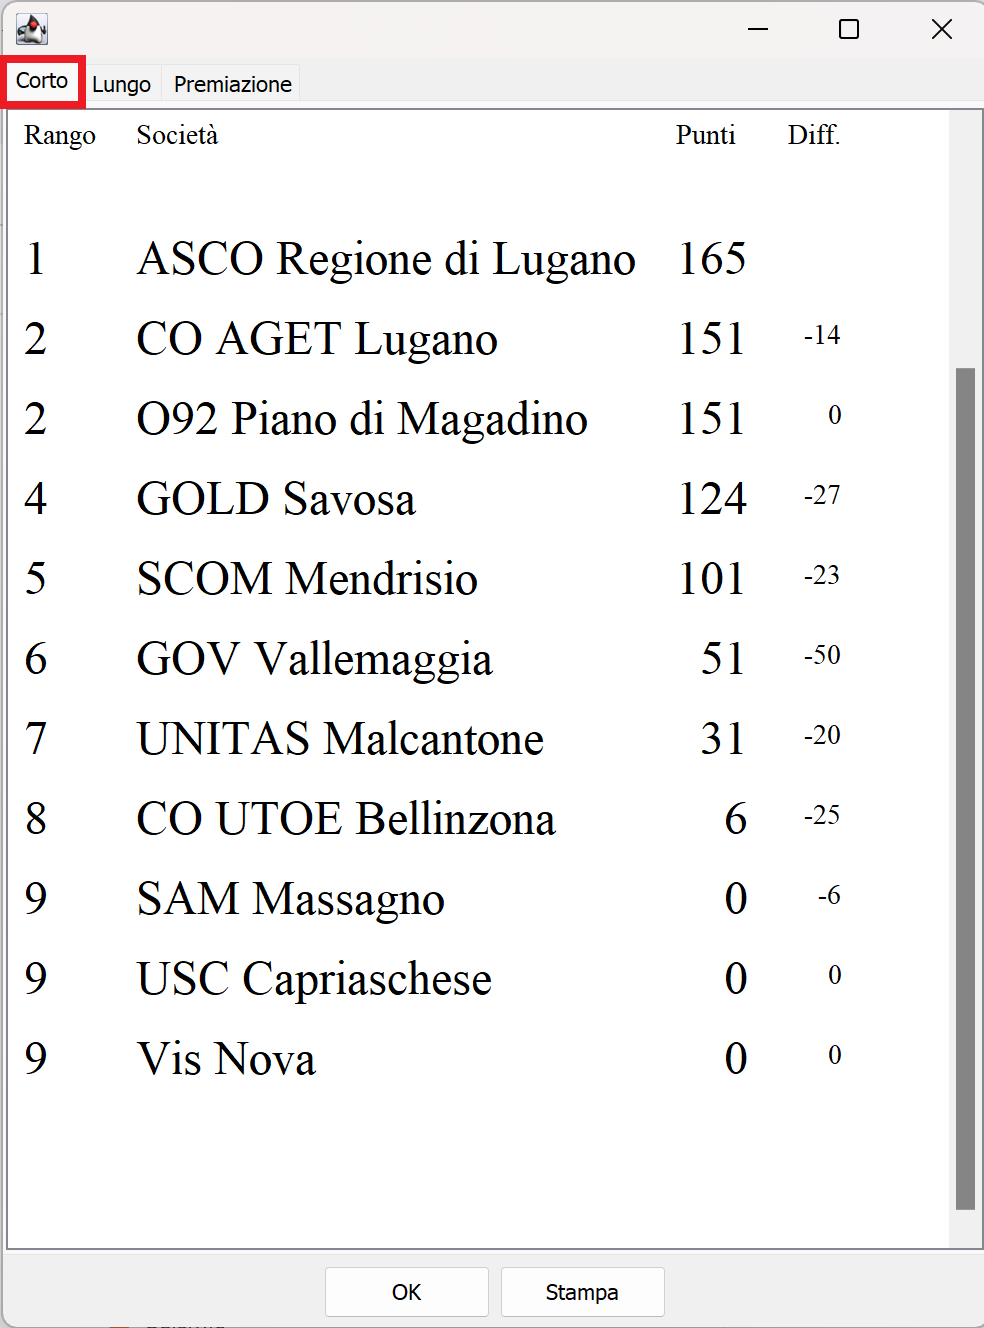 Corto Lungo Premiazione
Rango Società Punti Diff.
1 ASCO Regione di Lugano 165
2 CO AGET Lugano 151 -14
2 O92 Piano di Magadino 151 0
4 GOLD Savosa 124 -27
5 SCOM Mendrisio 101 -23
6 GOV Vallemaggia 51 -50
7 UNITAS Malcantone 31 -20
8 CO UTOE Bellinzona 6 -25
9 SAM Massagno 0 -6
9 USC Capriaschese 0 0
9 Vis Nova 0 0
OK Stampa